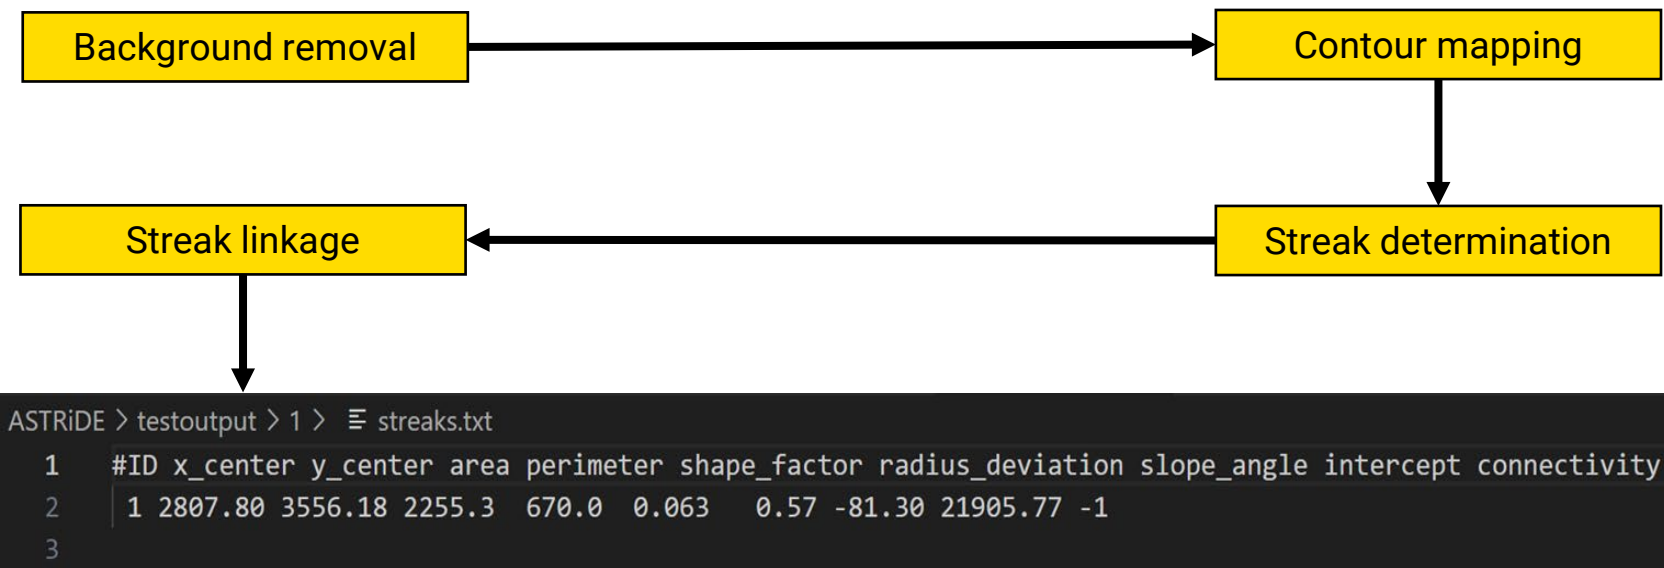 Background removal
Contour mapping
Streak linkage
Streak determination
ASTRiDE > testoutput > 1 > streaks.txt
1 #ID x_center y_center area perimeter shape_factor radius_deviation slope_angle intercept connectivity
2 1 2807.80 3556.18 2255.3 670.0 0.063 0.57 -81.30 21905.77 -1
3